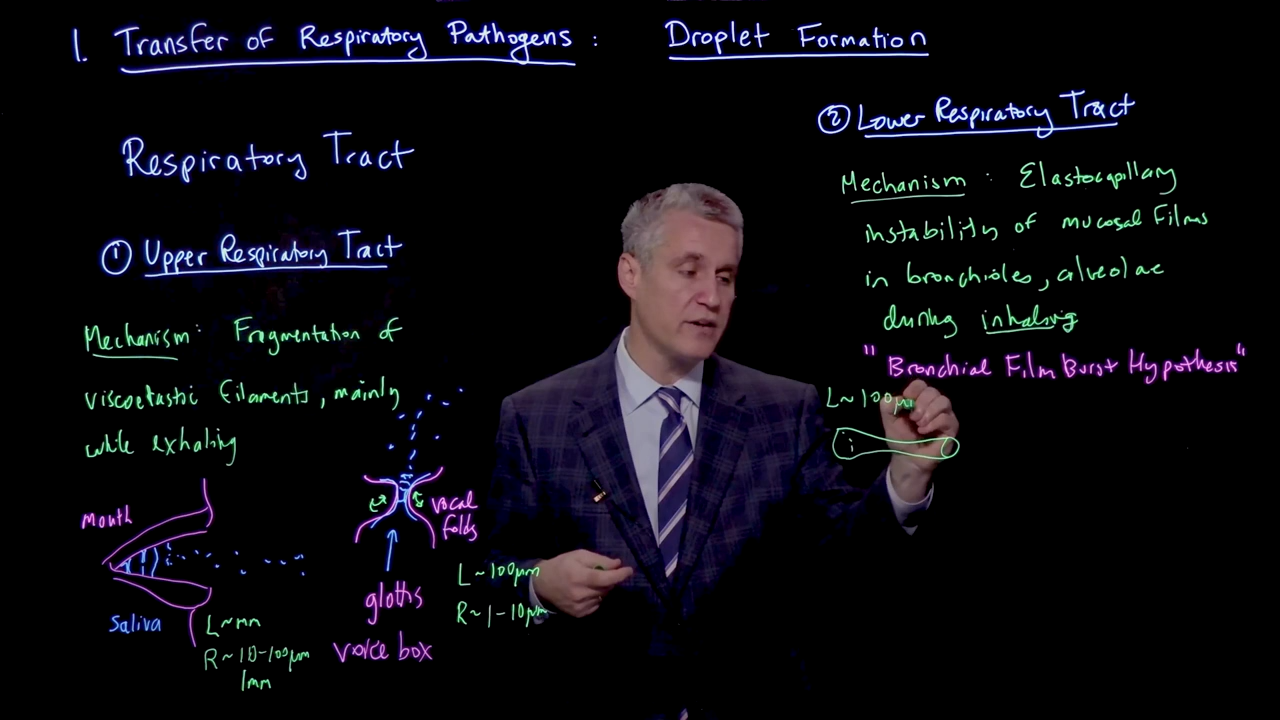 1. Transfer of Respiratory Pathogens : Droplet Formation
Respiratory Tract
① Upper Respiratory Tract
Mechanism: Fragmentation of
viscoelastic filaments, mainly
while exhaling
Mouth
Saliva
L~mm
R~10-100μm
1mm
vocal
folds
glottis
voice box
L~100μm
R~1-10μm
② Lower Respiratory Tract
Mechanism : Elastocapillary
instability of mucosal films
in bronchioles, alveolae
during inhaling
"Bronchial Film Burst Hypothesis"
L~100μm